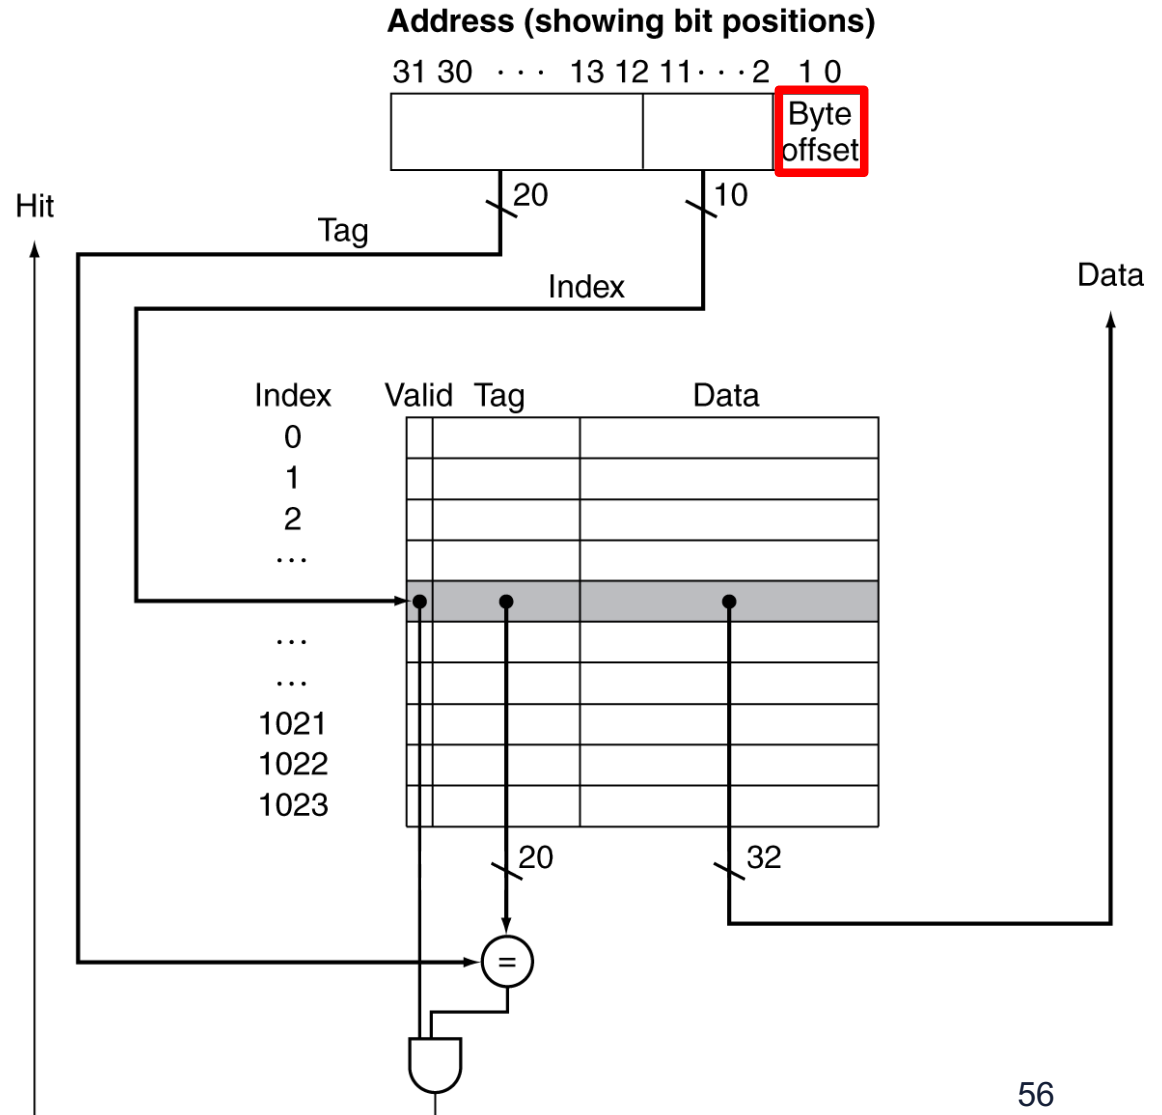 Address (showing bit positions)
31 30 · · · 13 12 11 · · · 2 1 0
Byte
offset
20
10
Hit
Tag
Data
Index
Index Valid Tag Data
0
1
2
...
...
...
1021
1022
1023
20
32
=
56